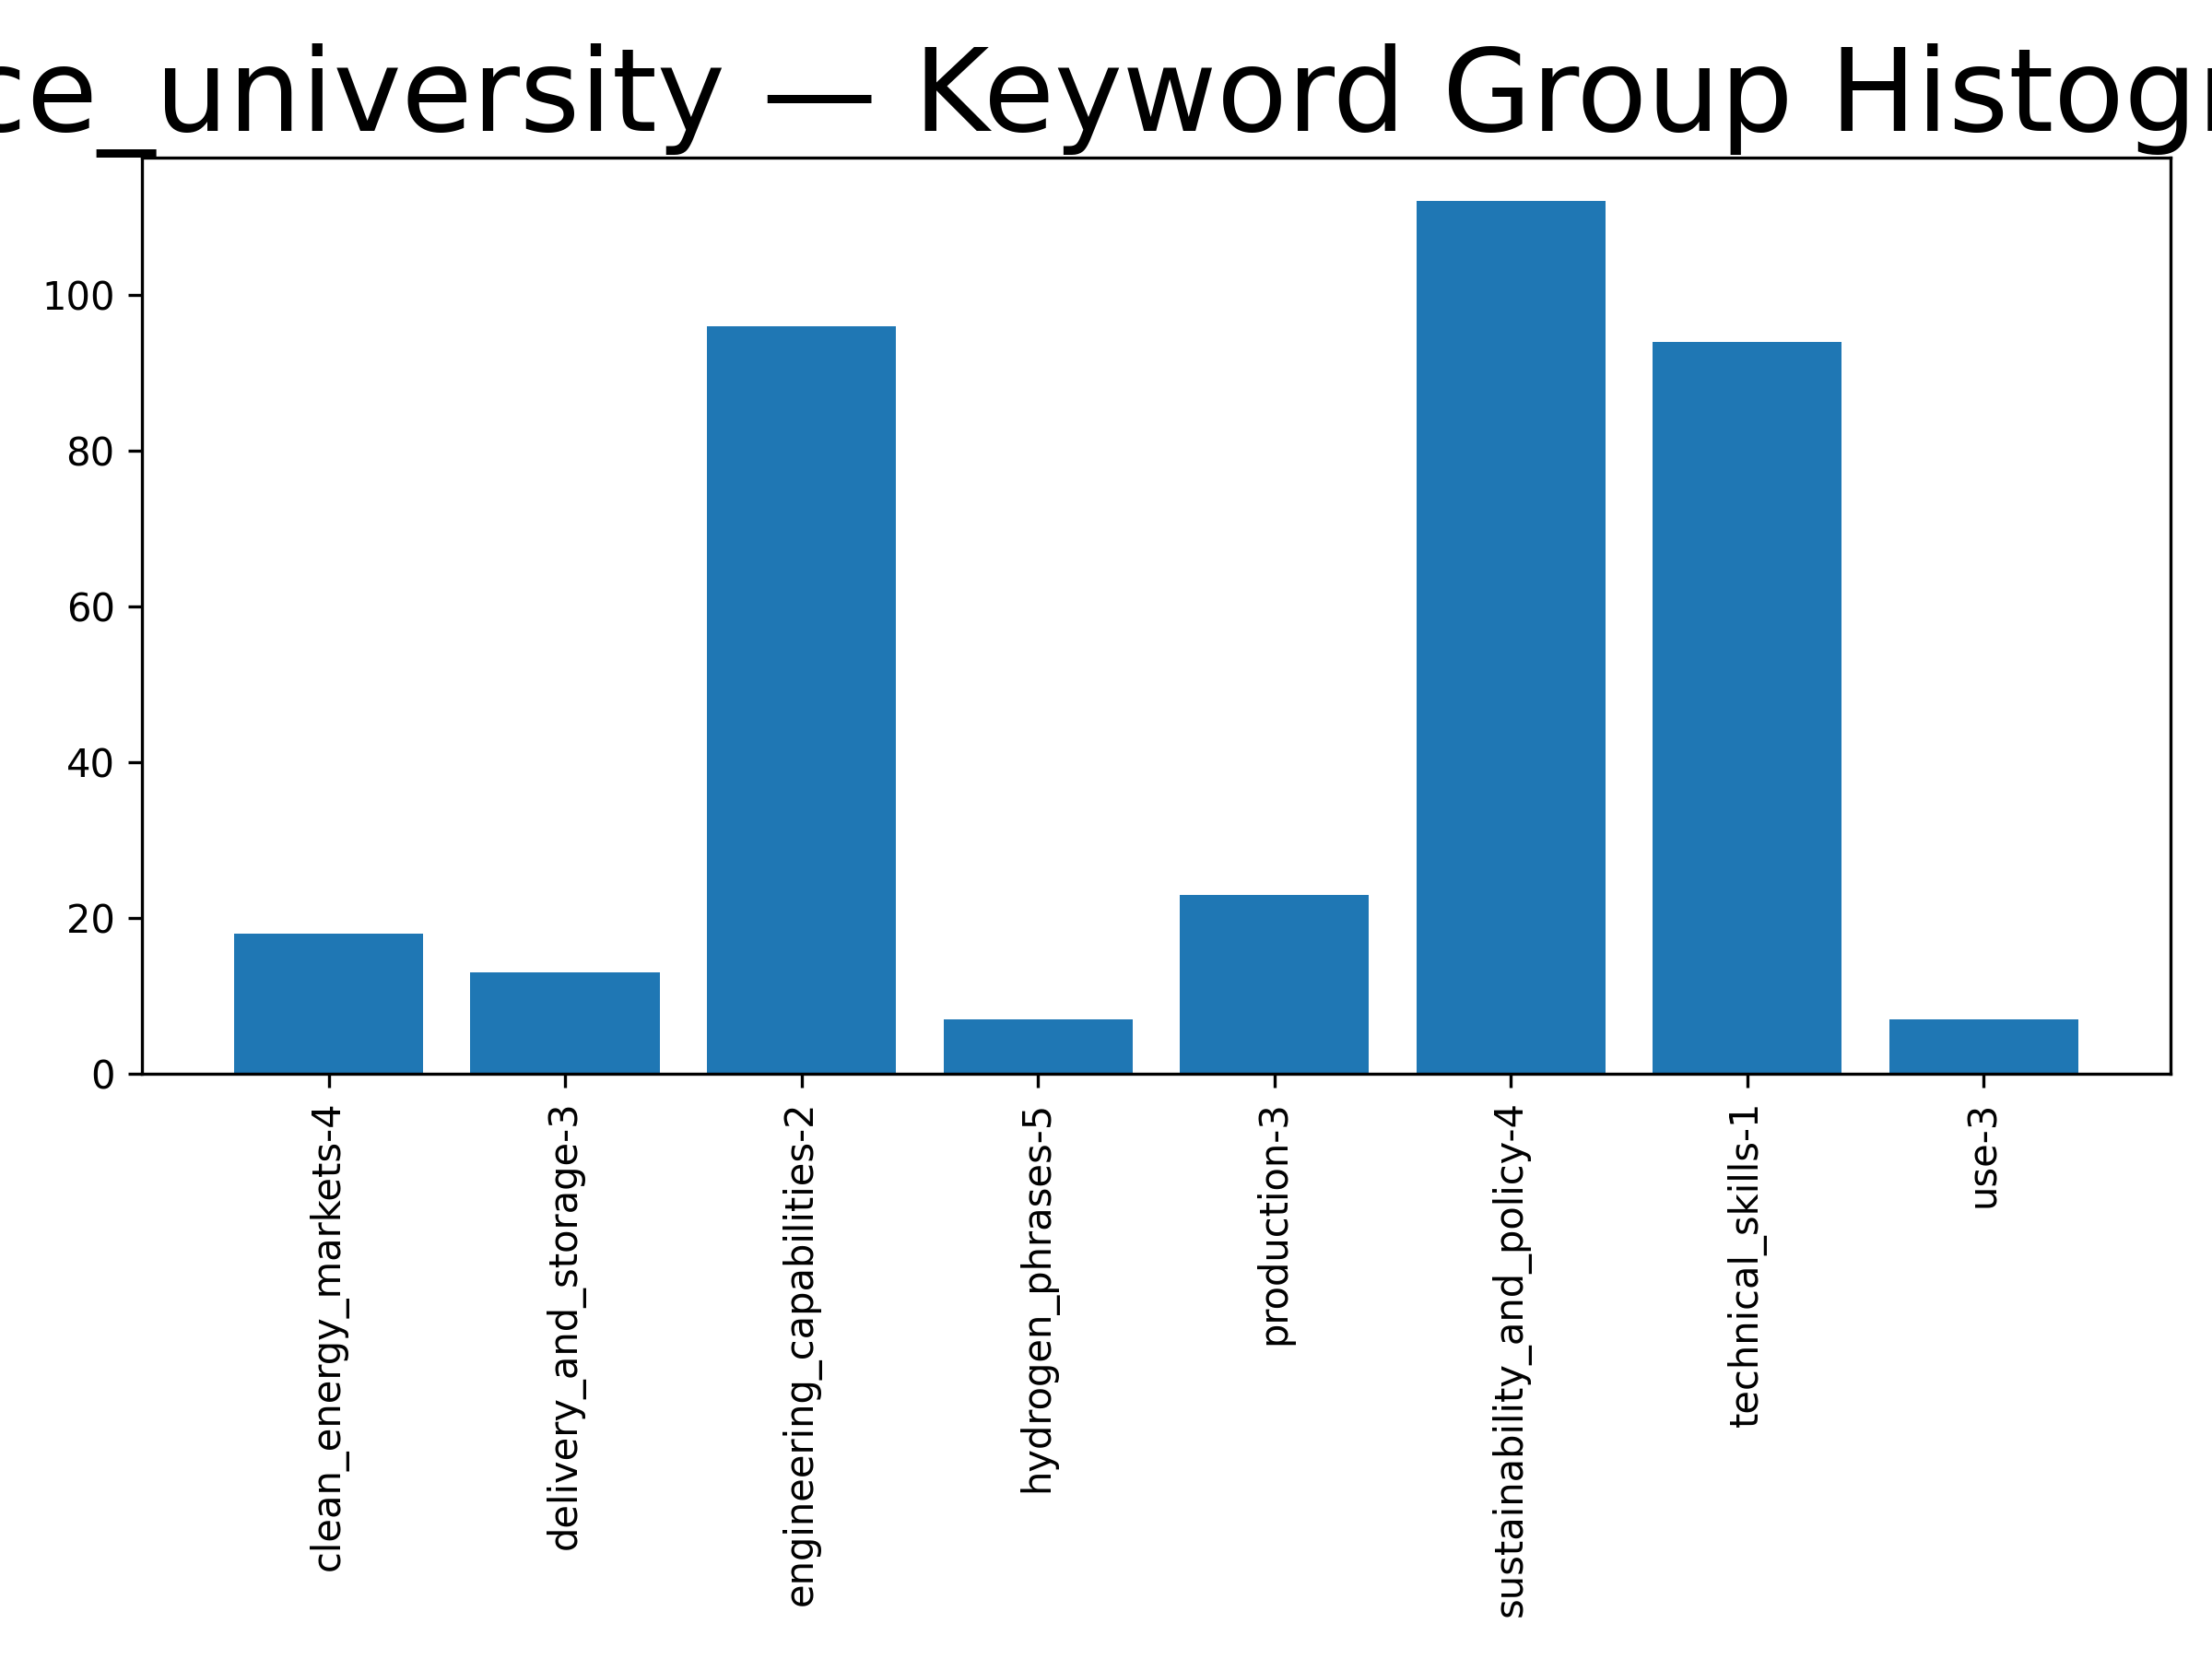 ce_university — Keyword Group Histogr
100
80
60
40
20
0
clean_energy_markets-4
delivery_and_storage-3
engineering_capabilities-2
hydrogen_phrases-5
production-3
sustainability_and_policy-4
technical_skills-1
use-3